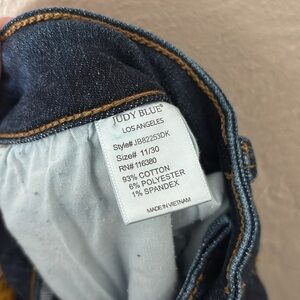 JUDY BLUE®
LOS ANGELES
Style# JB82253DK
Size# 11/30
RN# 116380
93% COTTON
6% POLYESTER
1% SPANDEX
MADE IN VIETNAM